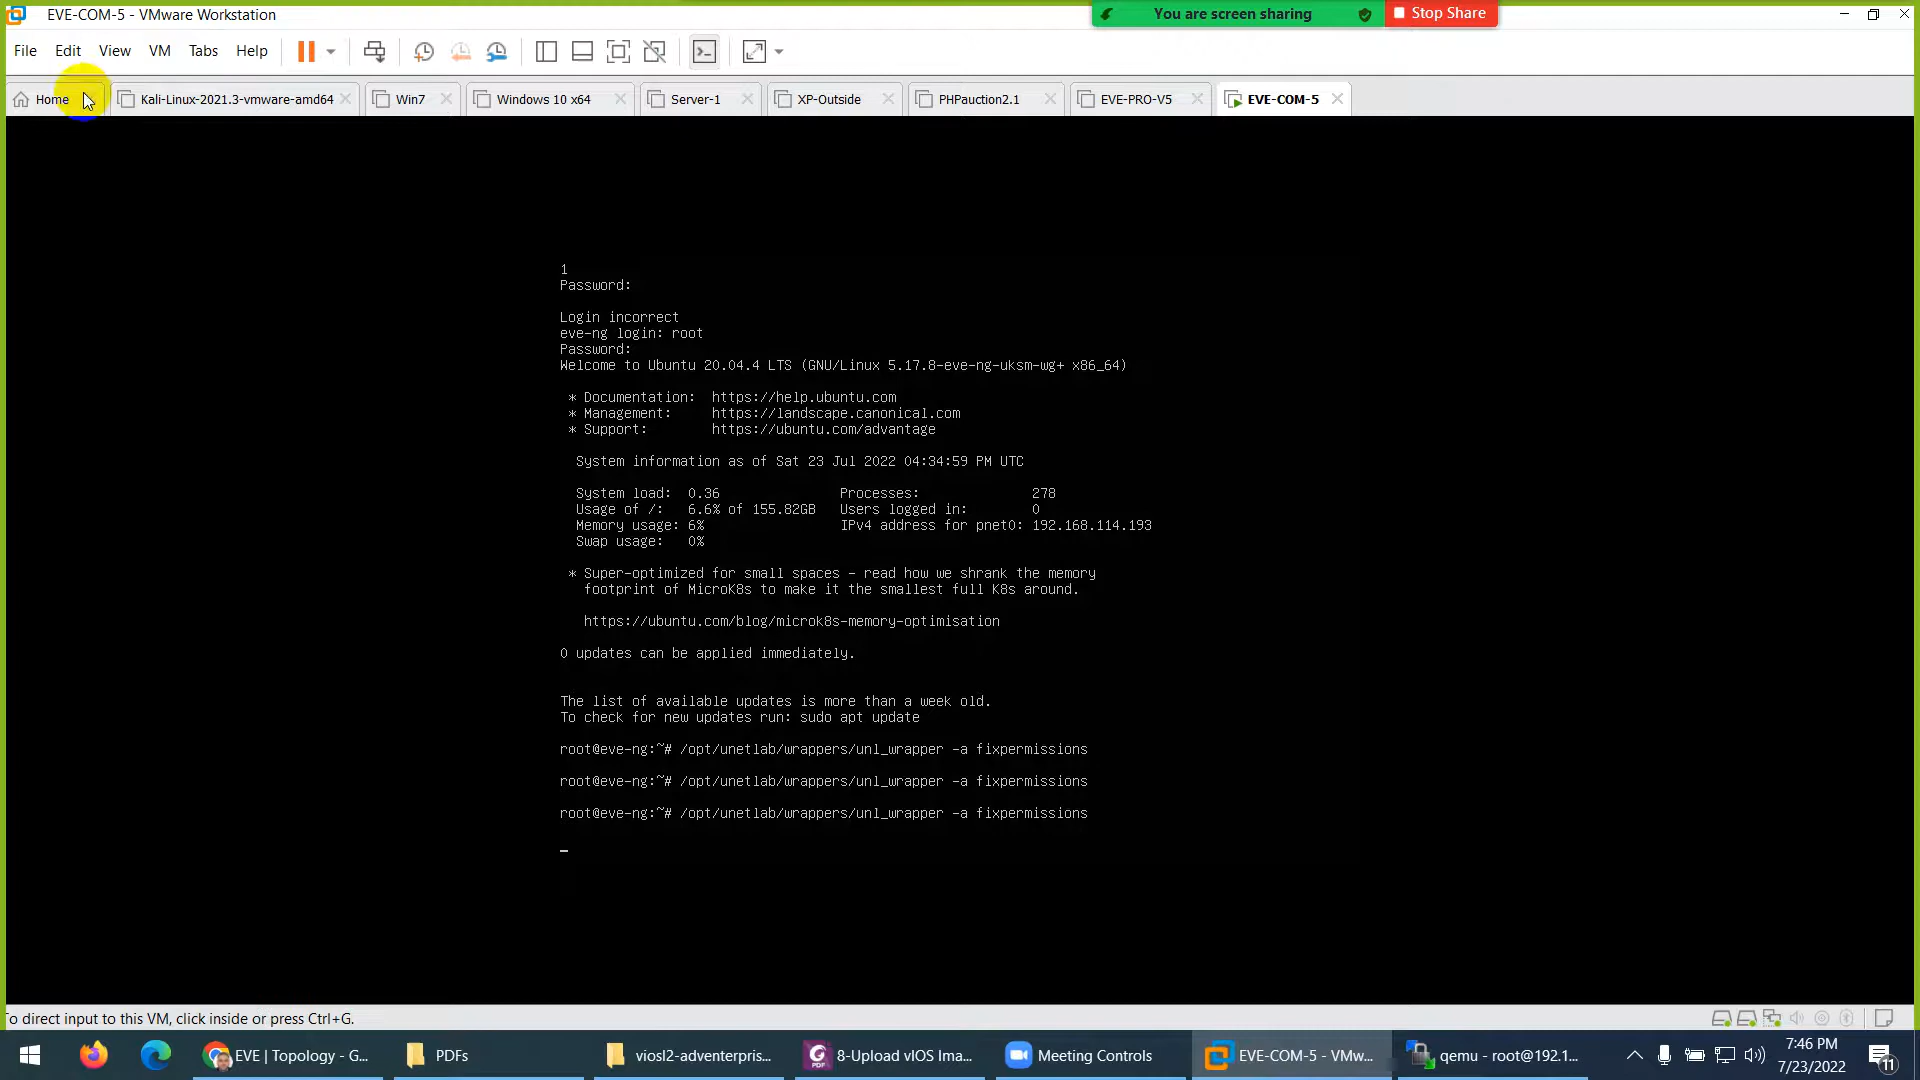 EVE-COM-5 - VMware Workstation
You are screen sharing
Stop Share
File Edit View VM Tabs Help
Home
Kali-Linux-2021.3-vmware-amd64
Win7
Windows 10 x64
Server-1
XP-Outside
PHPauction2.1
EVE-PRO-V5
EVE-COM-5
1
Password:
Login incorrect
eve-ng login: root
Password:
Welcome to Ubuntu 20.04.4 LTS (GNU/Linux 5.17.8-eve-ng-uksm-wg+ x86_64)
* Documentation: https://help.ubuntu.com
* Management: https://landscape.canonical.com
* Support: https://ubuntu.com/advantage
System information as of Sat 23 Jul 2022 04:34:59 PM UTC
System load: 0.36 Processes: 278
Usage of /: 6.6% of 155.82GB Users logged in: 0
Memory usage: 6% IPv4 address for pnet0: 192.168.114.193
Swap usage: 0%
* Super-optimized for small spaces - read how we shrank the memory
footprint of MicroK8s to make it the smallest full K8s around.
https://ubuntu.com/blog/microk8s-memory-optimisation
0 updates can be applied immediately.
The list of available updates is more than a week old.
To check for new updates run: sudo apt update
root@eve-ng:~# /opt/unetlab/wrappers/unl_wrapper -a fixpermissions
root@eve-ng:~# /opt/unetlab/wrappers/unl_wrapper -a fixpermissions
root@eve-ng:~# /opt/unetlab/wrappers/unl_wrapper -a fixpermissions
_
To direct input to this VM, click inside or press Ctrl+G.
EVE | Topology - G...
PDFs
viosl2-adventerpris...
8-Upload vIOS Ima...
Meeting Controls
EVE-COM-5 - VMw...
qemu - root@192.1...
7:46 PM
7/23/2022
11